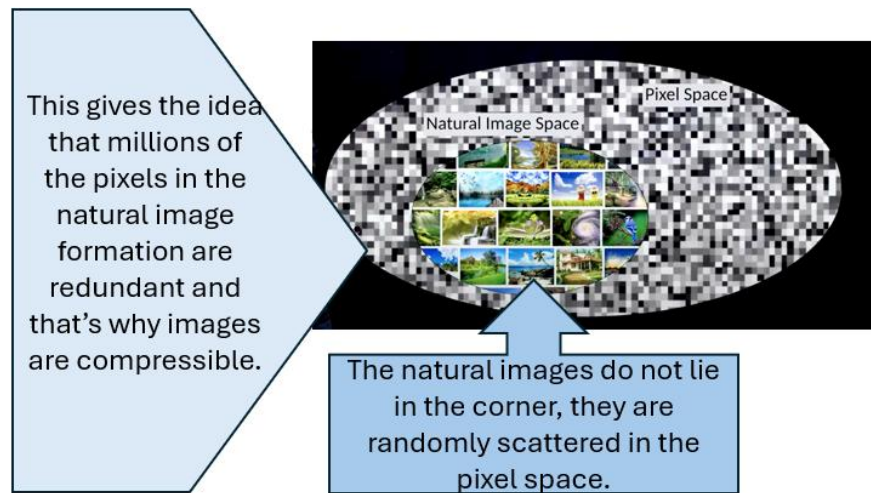 This gives the idea
that millions of
the pixels in the
natural image
formation are
redundant and
that's why images
are compressible.
Pixel Space
Natural Image Space
The natural images do not lie
in the corner, they are
randomly scattered in the
pixel space.